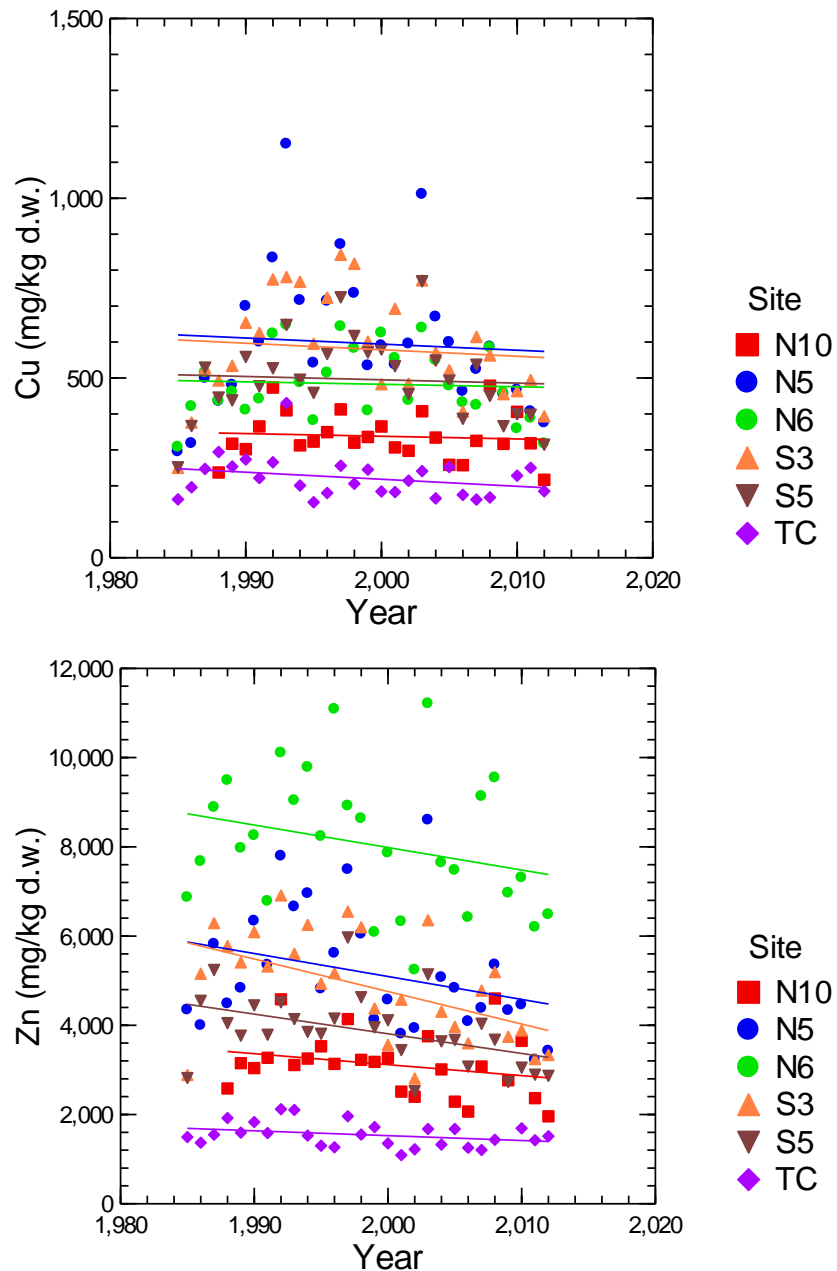 1,500
1,000
500
0
Cu (mg/kg d.w.)
1,980
1,990
2,000
2,010
2,020
Year
Site
N10
N5
N6
S3
S5
TC
12,000
10,000
8,000
6,000
4,000
2,000
0
Zn (mg/kg d.w.)
1,980
1,990
2,000
2,010
2,020
Year
Site
N10
N5
N6
S3
S5
TC